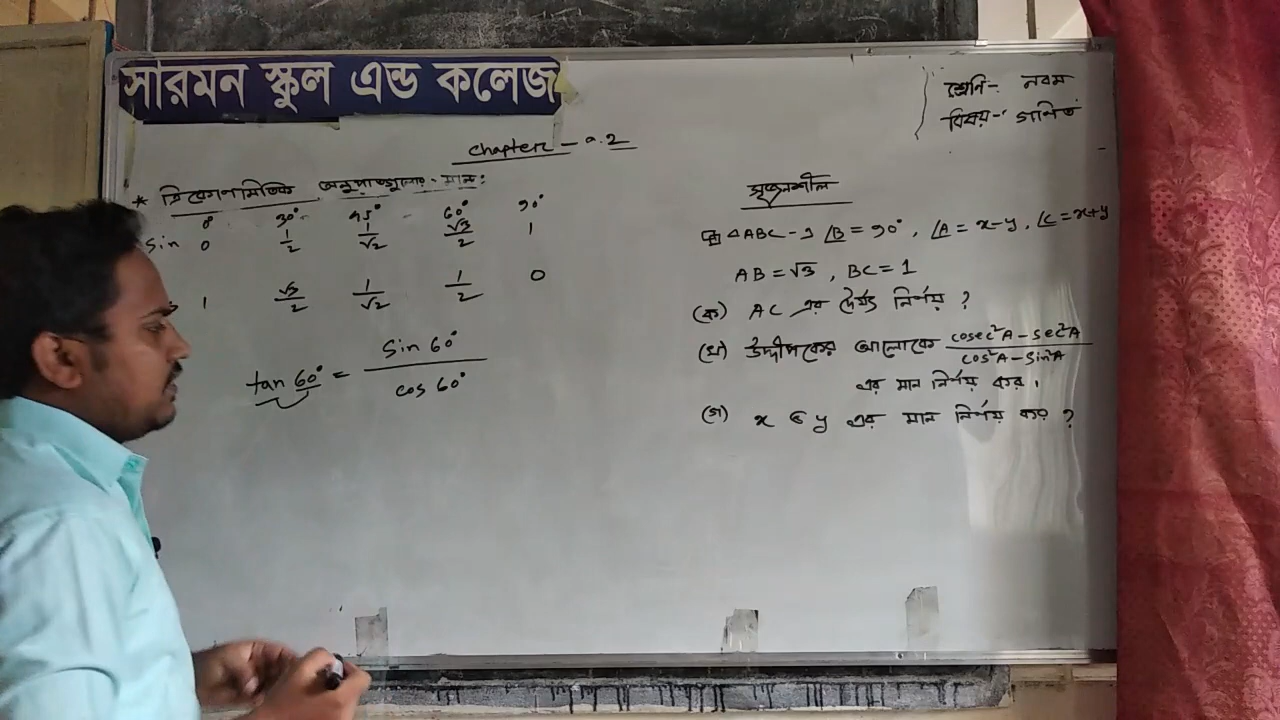 সারমন স্কুল এন্ড কলেজ
শ্রেণি- নবম
বিষয়-ঃ গণিত
Chapter - ৯.2
* ত্রিকোণমিতিক অনুপাতগুলোর মান:
0° 30° 45° 60° 90°
sin 0 1/2 1/√2 √3/2 1
s 1 √3/2 1/√2 1/2 0
tan 60° = sin 60° / cos 60°
সৃজনশীল
△ABC-এ ∠B = 90°, ∠A = x-y, ∠C = x+y
AB = √3, BC = 1
(ক) AC এর দৈর্ঘ্য নির্ণয় ?
(খ) উদ্দীপকের আলোকে cosec²A - sec²A / cos²A - sin²A
এর মান নির্ণয় কর।
(গ) x ও y এর মান নির্ণয় কর ?